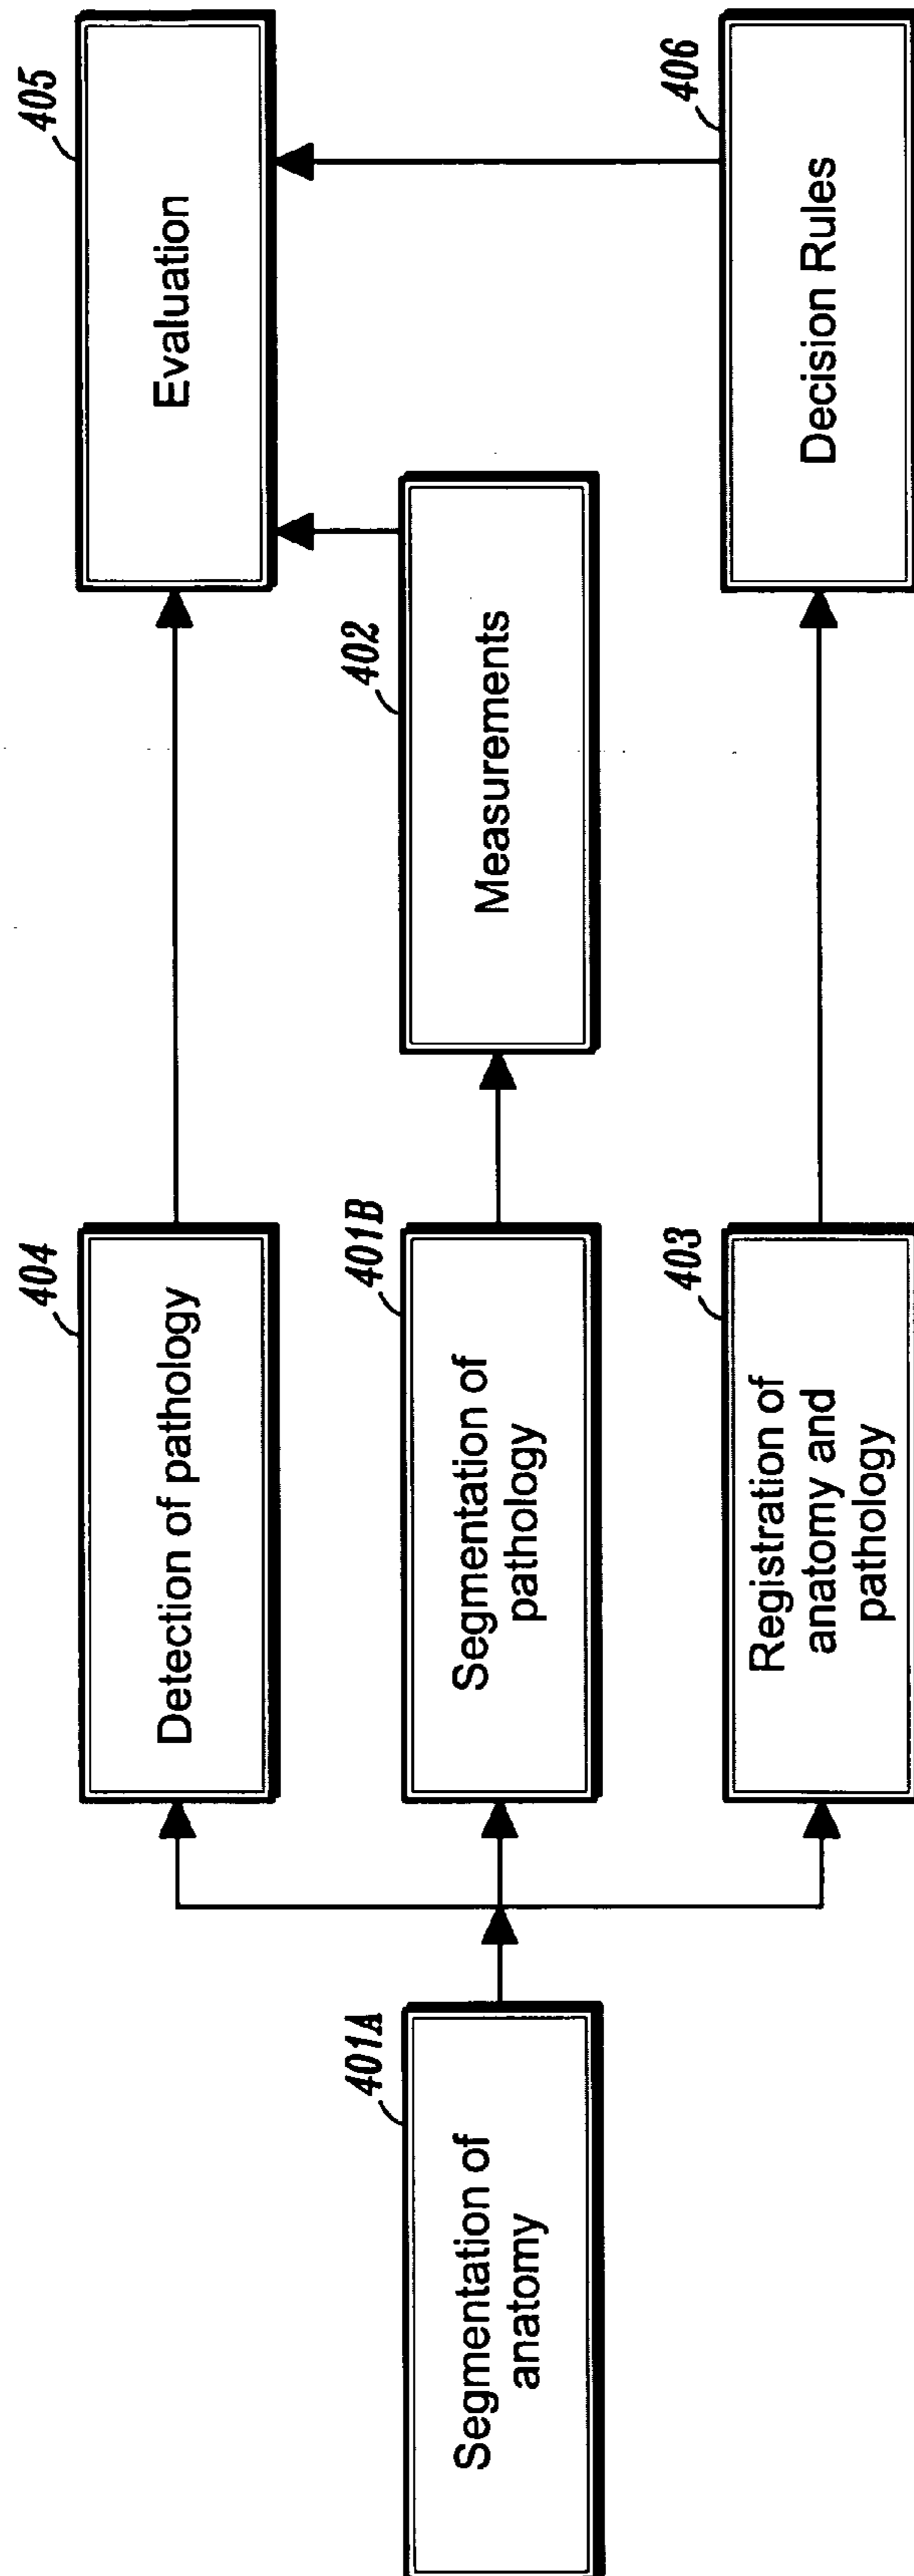 401A
Segmentation of
anatomy
404
Detection of pathology
401B
Segmentation of
pathology
403
Registration of
anatomy and
pathology
402
Measurements
405
Evaluation
406
Decision Rules